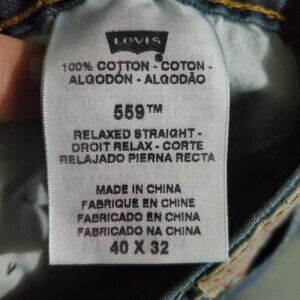 LEVI'S
100% COTTON - COTON -
ALGODÓN - ALGODÃO
559™
RELAXED STRAIGHT -
DROIT RELAX - CORTE
RELAJADO PIERNA RECTA
MADE IN CHINA
FABRIQUE EN CHINE
FABRICADO EN CHINA
FABRICADO NA CHINA
40 X 32